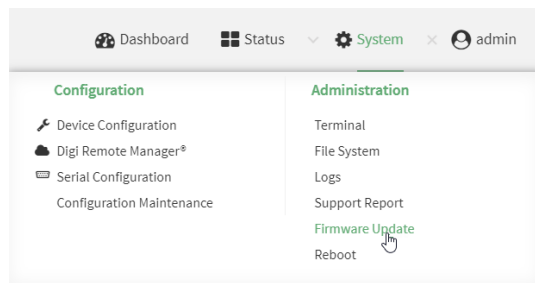 Dashboard Status System admin
Configuration
Device Configuration
Digi Remote Manager®
Serial Configuration
Configuration Maintenance
Administration
Terminal
File System
Logs
Support Report
Firmware Update
Reboot